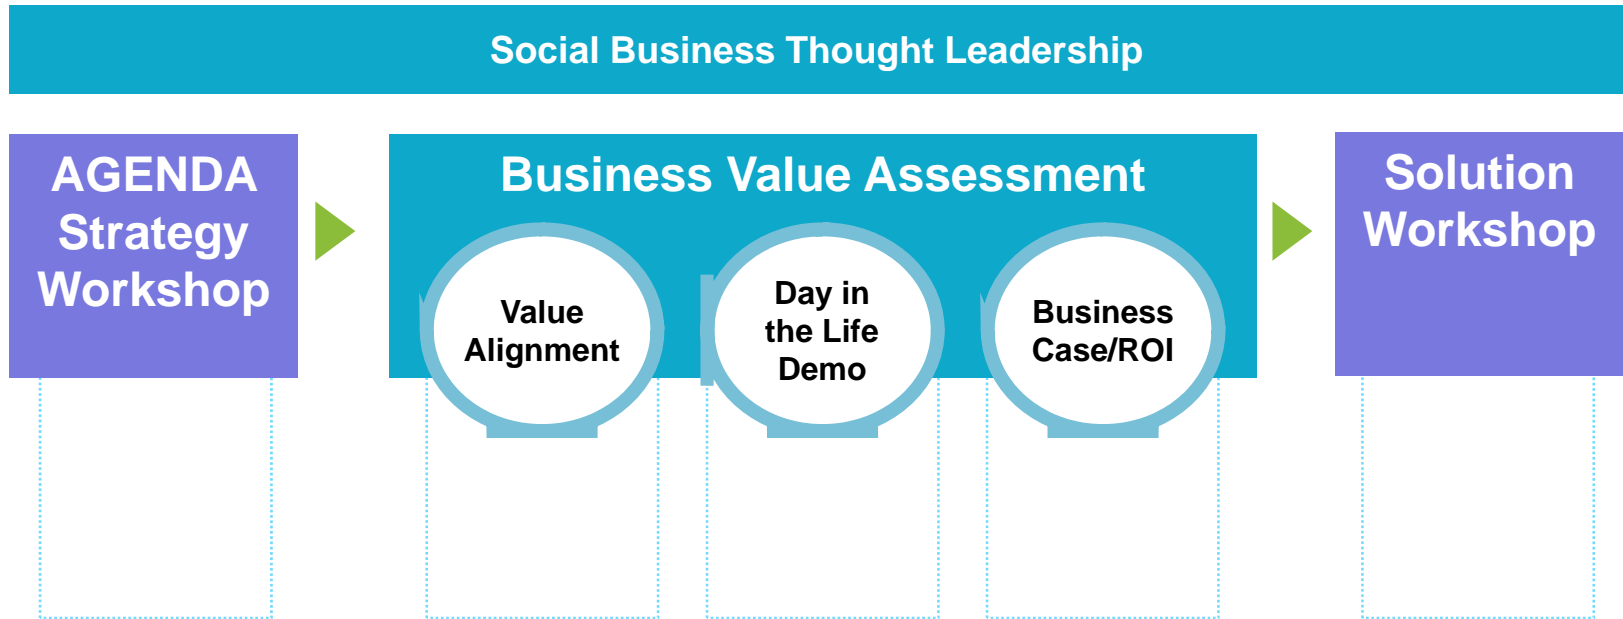 Social Business Thought Leadership
AGENDA
Strategy
Workshop
Business Value Assessment
Value
Alignment
Day in
the Life
Demo
Business
Case/ROI
Solution
Workshop